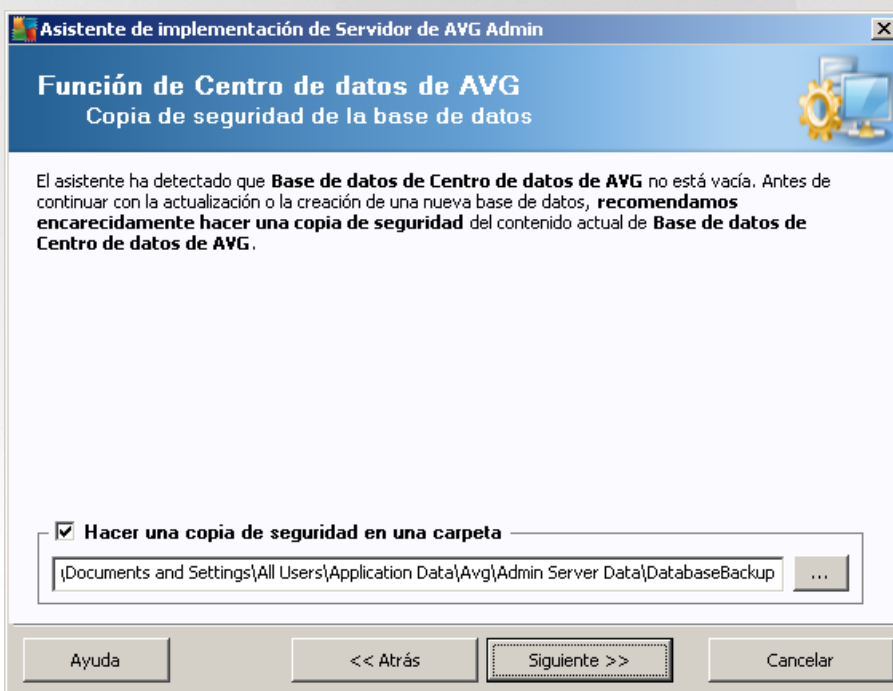 Asistente de implementación de Servidor de AVG Admin
Función de Centro de datos de AVG
Copia de seguridad de la base de datos
El asistente ha detectado que Base de datos de Centro de datos de AVG no está vacía. Antes de
continuar con la actualización o la creación de una nueva base de datos, recomendamos
encarecidamente hacer una copia de seguridad del contenido actual de Base de datos de
Centro de datos de AVG.
Hacer una copia de seguridad en una carpeta
\Documents and Settings\All Users\Application Data\Avg\Admin Server Data\DatabaseBackup ...
Ayuda << Atrás Siguiente >> Cancelar